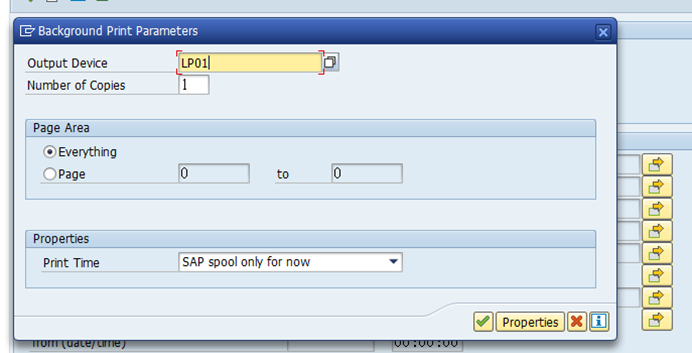 Background Print Parameters
Output Device LP01
Number of Copies 1
Page Area
Everything
Page 0 to 0
Properties
Print Time SAP spool only for now
Properties
from (date/time) 00:00:00